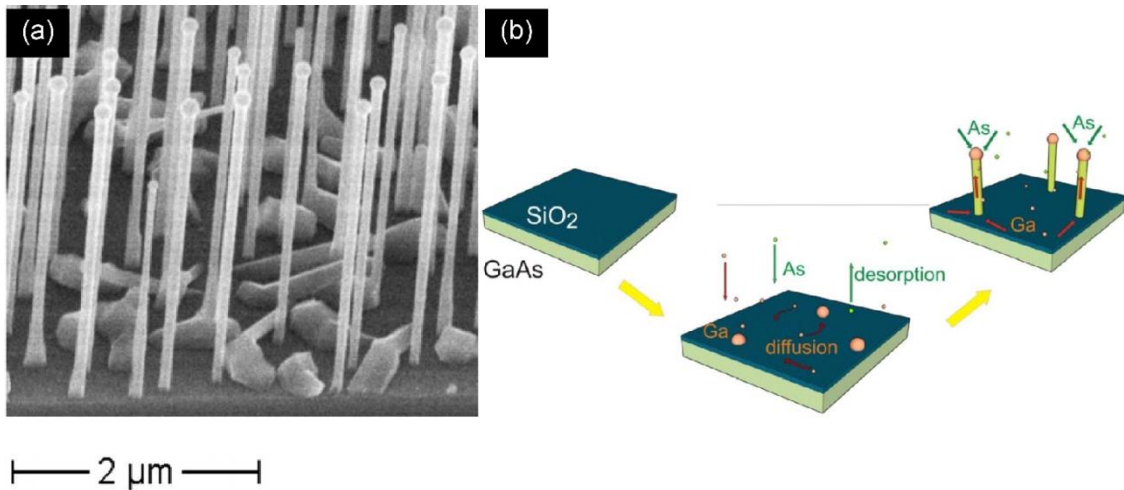 (a)
2 μm
(b)
SiO2
GaAs
As
desorption
Ga
diffusion
As
As
Ga